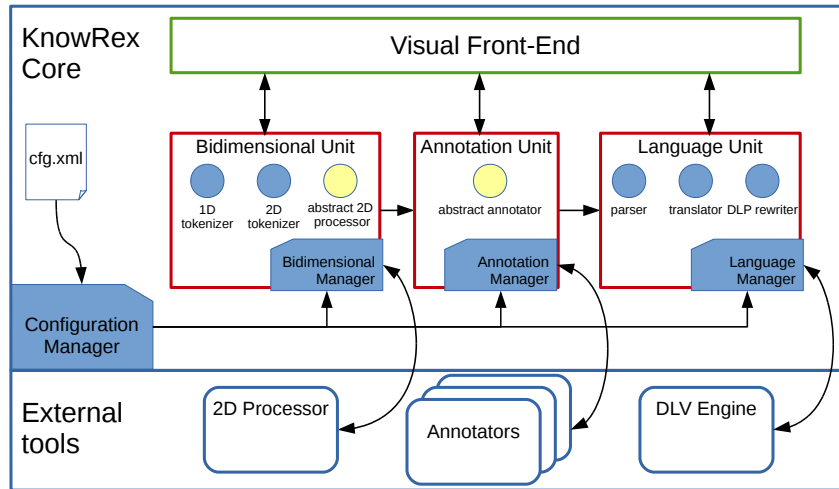 KnowRex
Core
Visual Front-End
cfg.xml
Bidimensional Unit
1D
tokenizer
2D
tokenizer
abstract 2D
processor
Bidimensional
Manager
Annotation Unit
abstract annotator
Annotation
Manager
Language Unit
parser
translator
DLP rewriter
Language
Manager
Configuration
Manager
External
tools
2D Processor
Annotators
DLV Engine